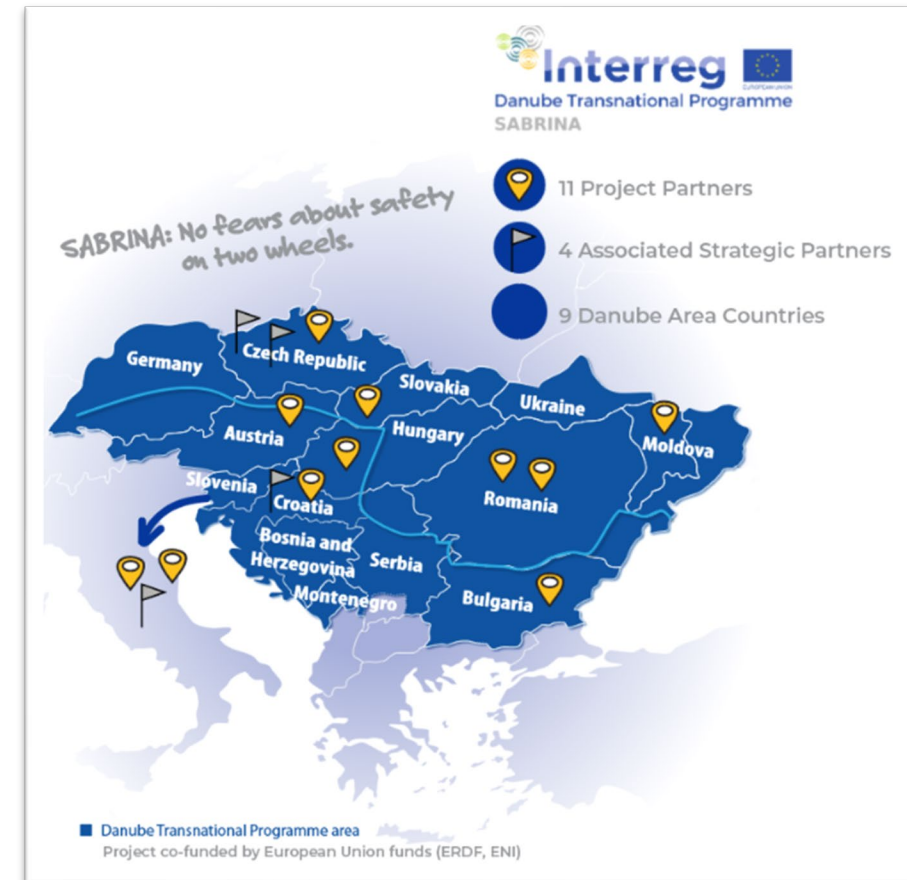 Interreg
EUROPEAN UNION
Danube Transnational Programme
SABRINA
11 Project Partners
4 Associated Strategic Partners
9 Danube Area Countries
SABRINA: No fears about safety
on two wheels.
Germany
Czech Republic
Slovakia
Ukraine
Austria
Hungary
Moldova
Slovenia
Croatia
Romania
Bosnia and
Herzegovina
Serbia
Montenegro
Bulgaria
Danube Transnational Programme area
Project co-funded by European Union funds (ERDF, ENI)